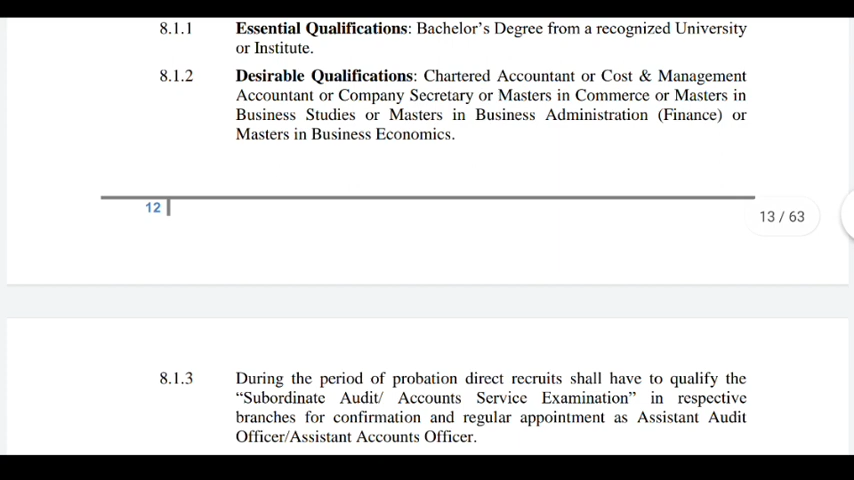 8.1.1 Essential Qualifications: Bachelor’s Degree from a recognized University
or Institute.
8.1.2 Desirable Qualifications: Chartered Accountant or Cost & Management
Accountant or Company Secretary or Masters in Commerce or Masters in
Business Studies or Masters in Business Administration (Finance) or
Masters in Business Economics.
12
13 / 63
8.1.3 During the period of probation direct recruits shall have to qualify the
“Subordinate Audit/ Accounts Service Examination” in respective
branches for confirmation and regular appointment as Assistant Audit
Officer/Assistant Accounts Officer.